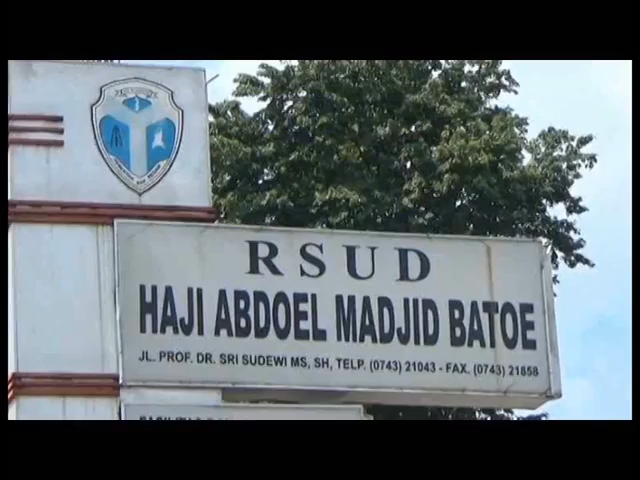 RSUD
HAJI ABDOEL MADJID BATOE
JL. PROF. DR. SRI SUDEWI MS, SH, TELP. (0743) 21043 - FAX. (0743) 21858